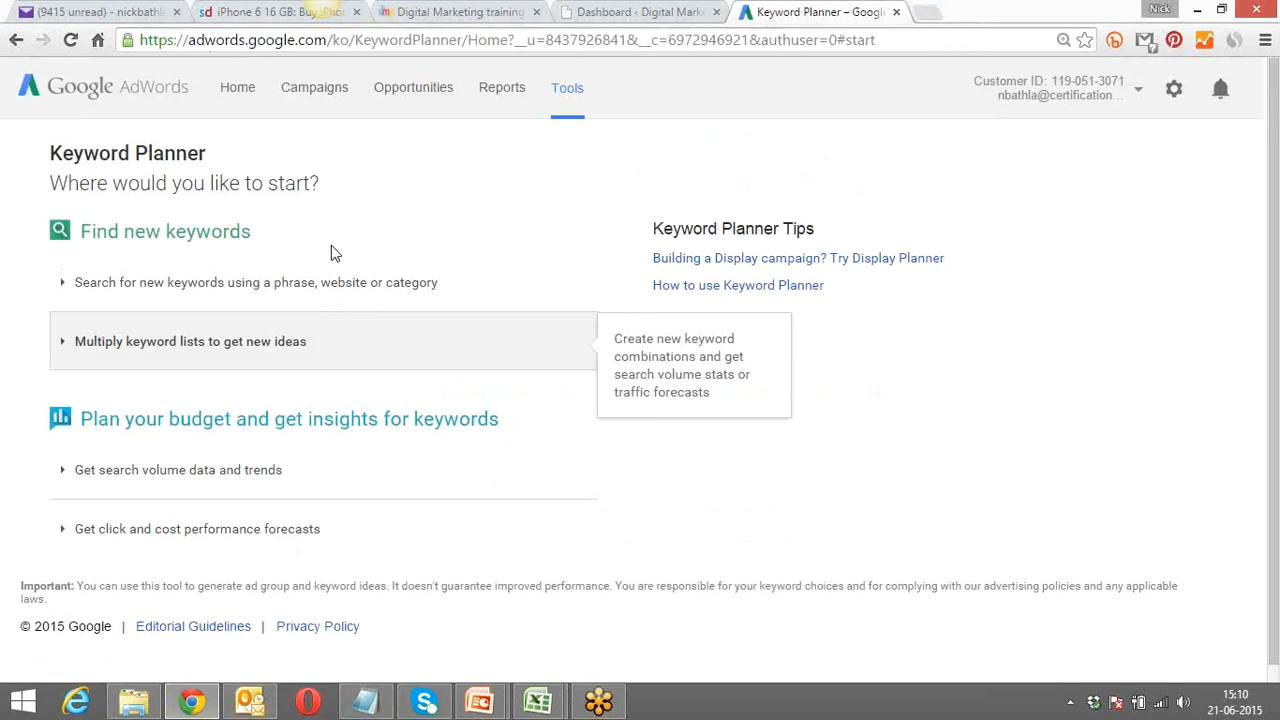 (9415 unread) - nickbath
iPhone 6 16 GB: Buy iPho
Digital Marketing training
Dashboard ‹ Digital Mark
Keyword Planner – Googl
Nick
https://adwords.google.com/ko/KeywordPlanner/Home?__u=8437926841&__c=6972946921&authuser=0#start
Google AdWords
Home
Campaigns
Opportunities
Reports
Tools
Customer ID: 119-051-3071
nbathla@certification...
Keyword Planner
Where would you like to start?
Find new keywords
Search for new keywords using a phrase, website or category
Multiply keyword lists to get new ideas
Create new keyword
combinations and get
search volume stats or
traffic forecasts
Keyword Planner Tips
Building a Display campaign? Try Display Planner
How to use Keyword Planner
Plan your budget and get insights for keywords
Get search volume data and trends
Get click and cost performance forecasts
Important: You can use this tool to generate ad group and keyword ideas. It doesn't guarantee improved performance. You are responsible for your keyword choices and for complying with our advertising policies and any applicable
laws.
© 2015 Google | Editorial Guidelines | Privacy Policy
15:10
21-06-2015